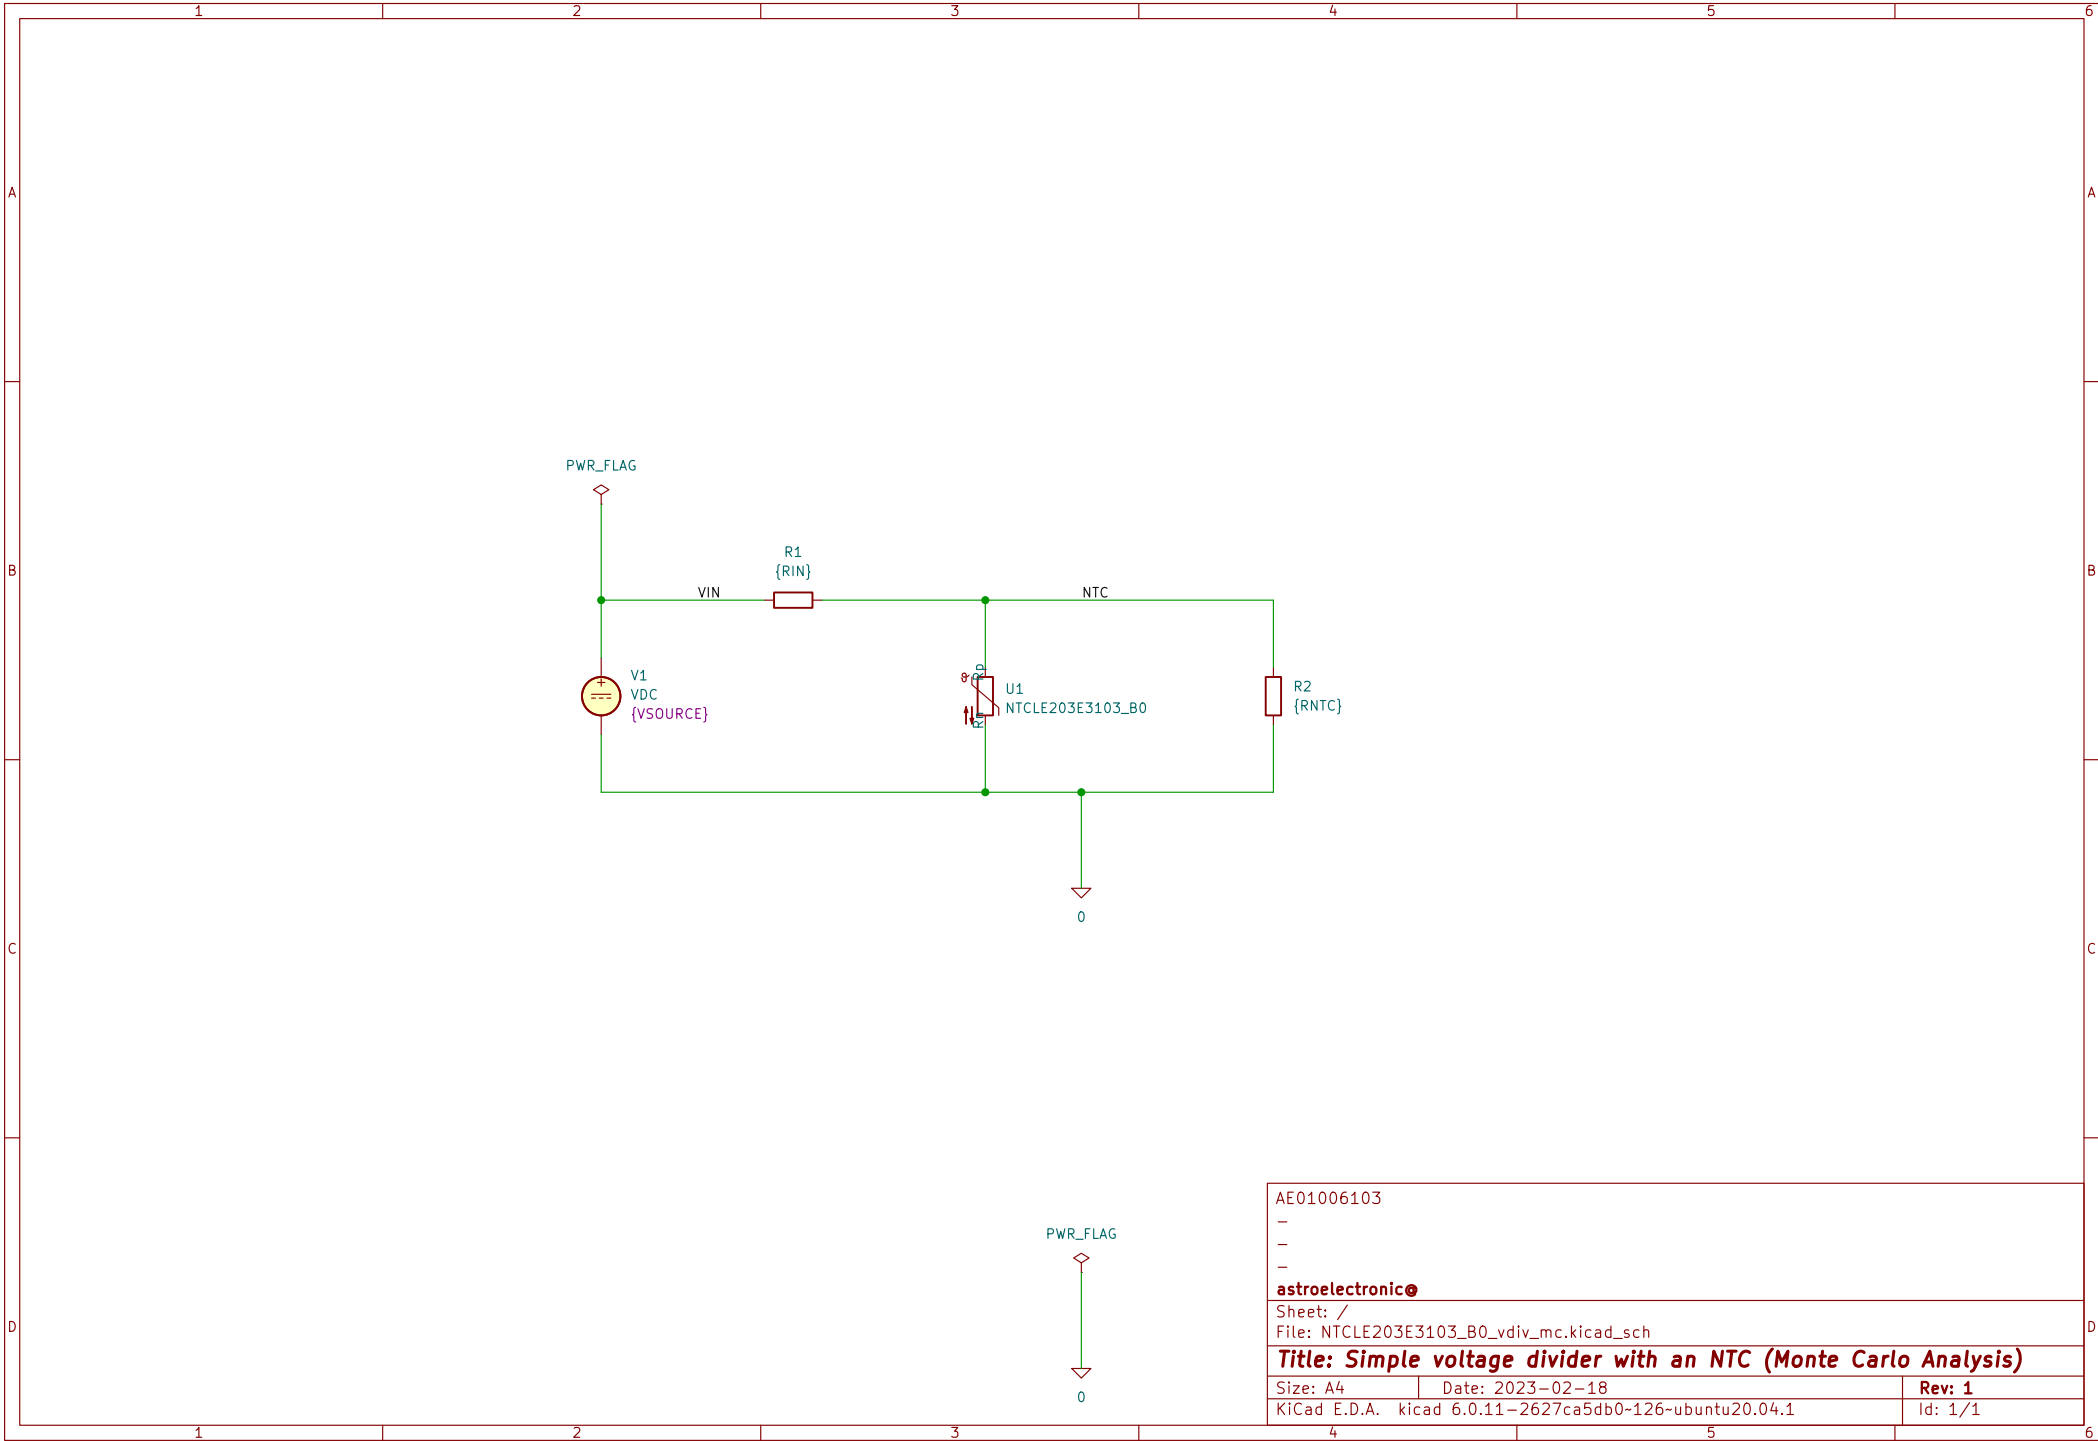 1 2 3 4 5 6
A A
PWR_FLAG
R1
B {RIN} B
VIN NTC
V1
VDC
{VSOURCE}
ϑ Rp
Rn
U1
NTCLE203E3103_B0
R2
{RNTC}
0
C C
PWR_FLAG
0
D D
AE01006103
–
–
–
astroelectronic@
Sheet: /
File: NTCLE203E3103_B0_vdiv_mc.kicad_sch
Title: Simple voltage divider with an NTC (Monte Carlo Analysis)
Size: A4 Date: 2023-02-18 Rev: 1
KiCad E.D.A. kicad 6.0.11-2627ca5db0~126~ubuntu20.04.1 Id: 1/1
1 2 3 4 5 6